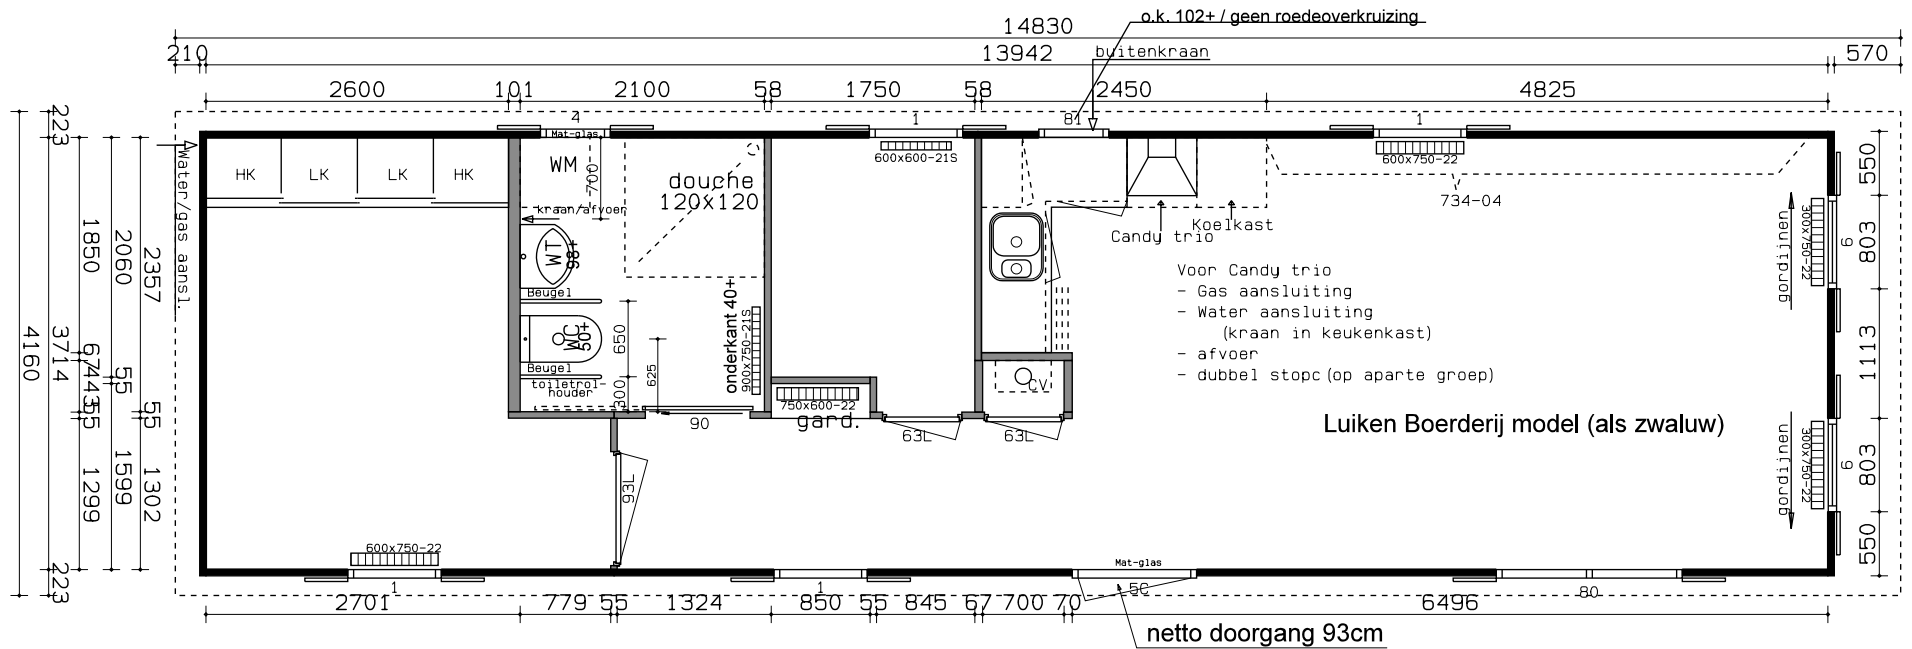 o.k. 102+ / geen roedeoverkruizing
14830
210
13942
buitenkraan
570
2600
101
2100
58
1750
58
2450
4825
223
4
1
81
1
Mat-glas
600x600-21S
600x750-22
Water/gas aansl.
HK
LK
LK
HK
WM
700
douche
120x120
kraan/afvoer
734-04
Koelkast
Candy trio
WT
98+
Beugel
WC
50+
Beugel
toiletrol-
houder
650
300
625
onderkant 40+
900x750-21S
90
750x600-22
gard.
63L
CV
63L
Voor Candy trio
- Gas aansluiting
- Water aansluiting
(kraan in keukenkast)
- afvoer
- dubbel stopc (op aparte groep)
Luiken Boerderij model (als zwaluw)
gordijnen
300x750-22
9
gordijnen
300x750-22
9
550
803
1113
803
550
4160
3714
1850
67
443
55
1299
2060
55
1599
2357
55
1302
223
93L
600x750-22
1
1
Mat-glas
5C
80
2701
779
55
1324
850
55
845
67
700
70
6496
netto doorgang 93cm